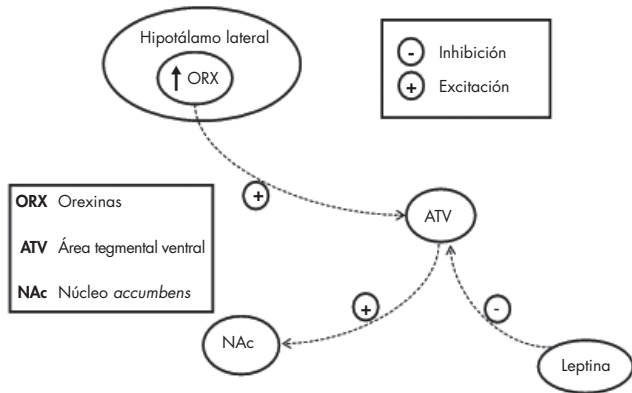 Hipotálamo lateral
ORX
- Inhibición
+ Excitación
+
ORX Orexinas
ATV Área tegmental ventral
NAc Núcleo accumbens
ATV
+
-
NAc
Leptina